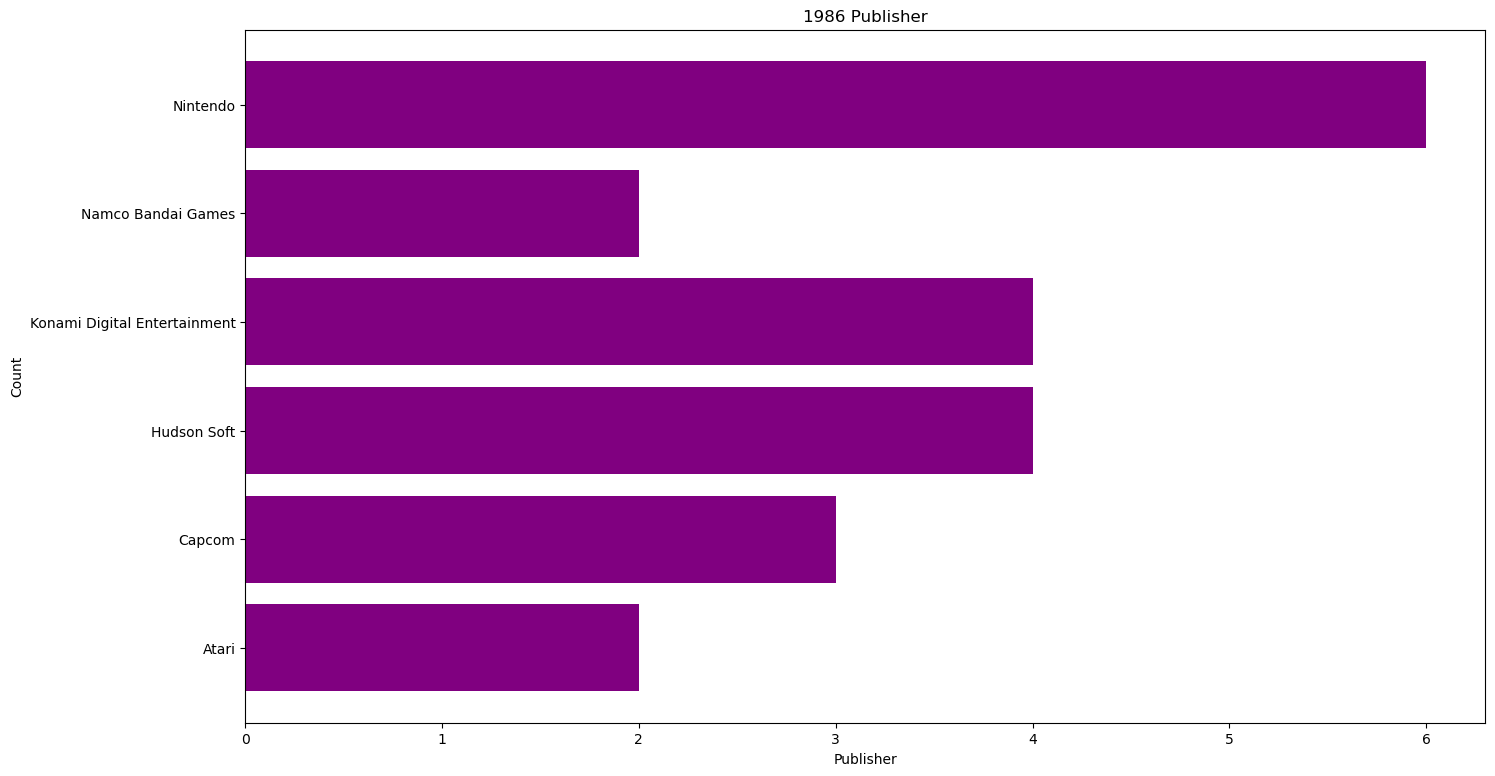 1986 Publisher
Nintendo
Namco Bandai Games
Konami Digital Entertainment
Hudson Soft
Capcom
Atari
Count
0 1 2 3 4 5 6
Publisher